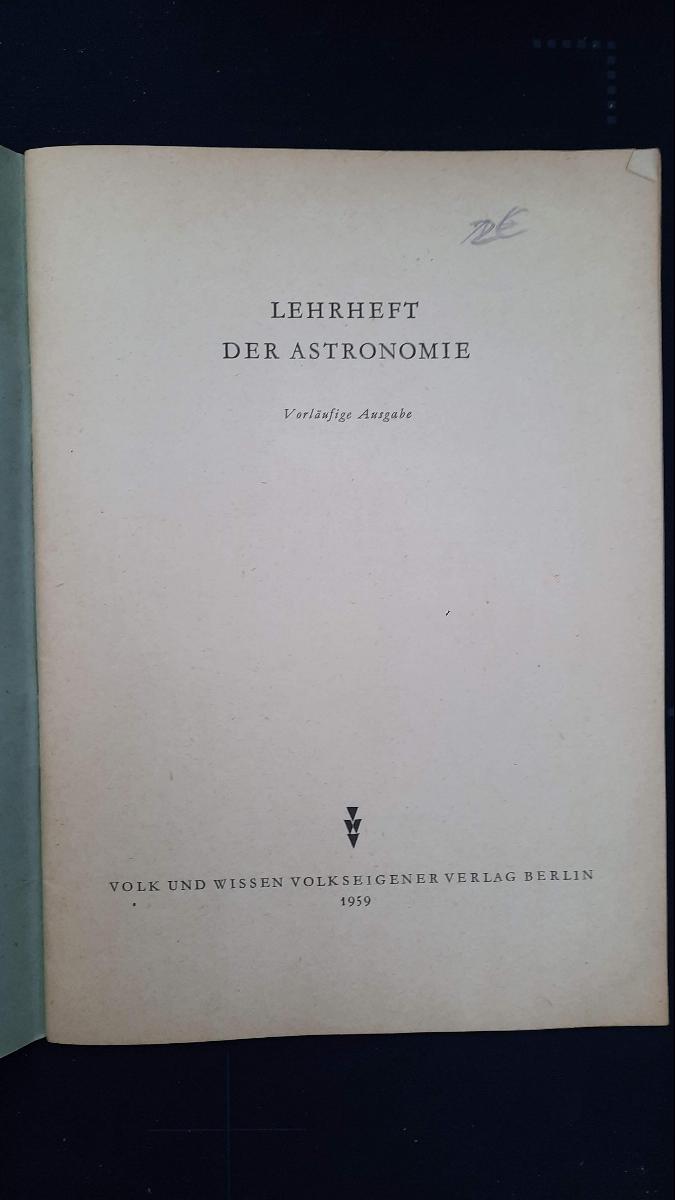 LEHRHEFT
DER ASTRONOMIE
Vorläufige Ausgabe
VOLK UND WISSEN VOLKSEIGENER VERLAG BERLIN
1959